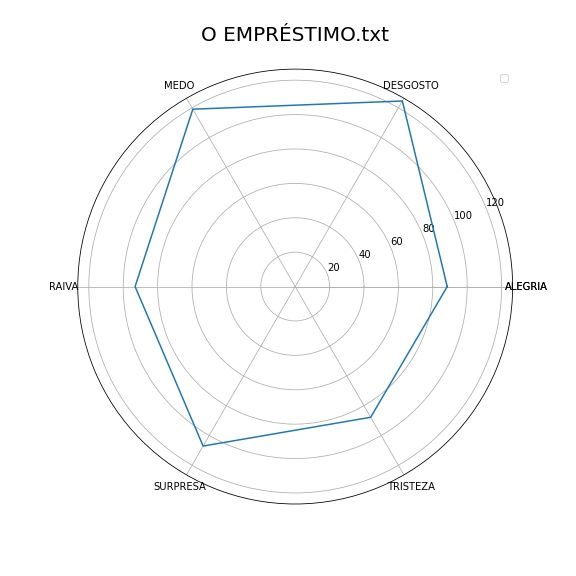 O EMPRÉSTIMO.txt
MEDO
DESGOSTO
120
100
80
60
40
20
RAIVA
ALEGRIA
SURPRESA
TRISTEZA